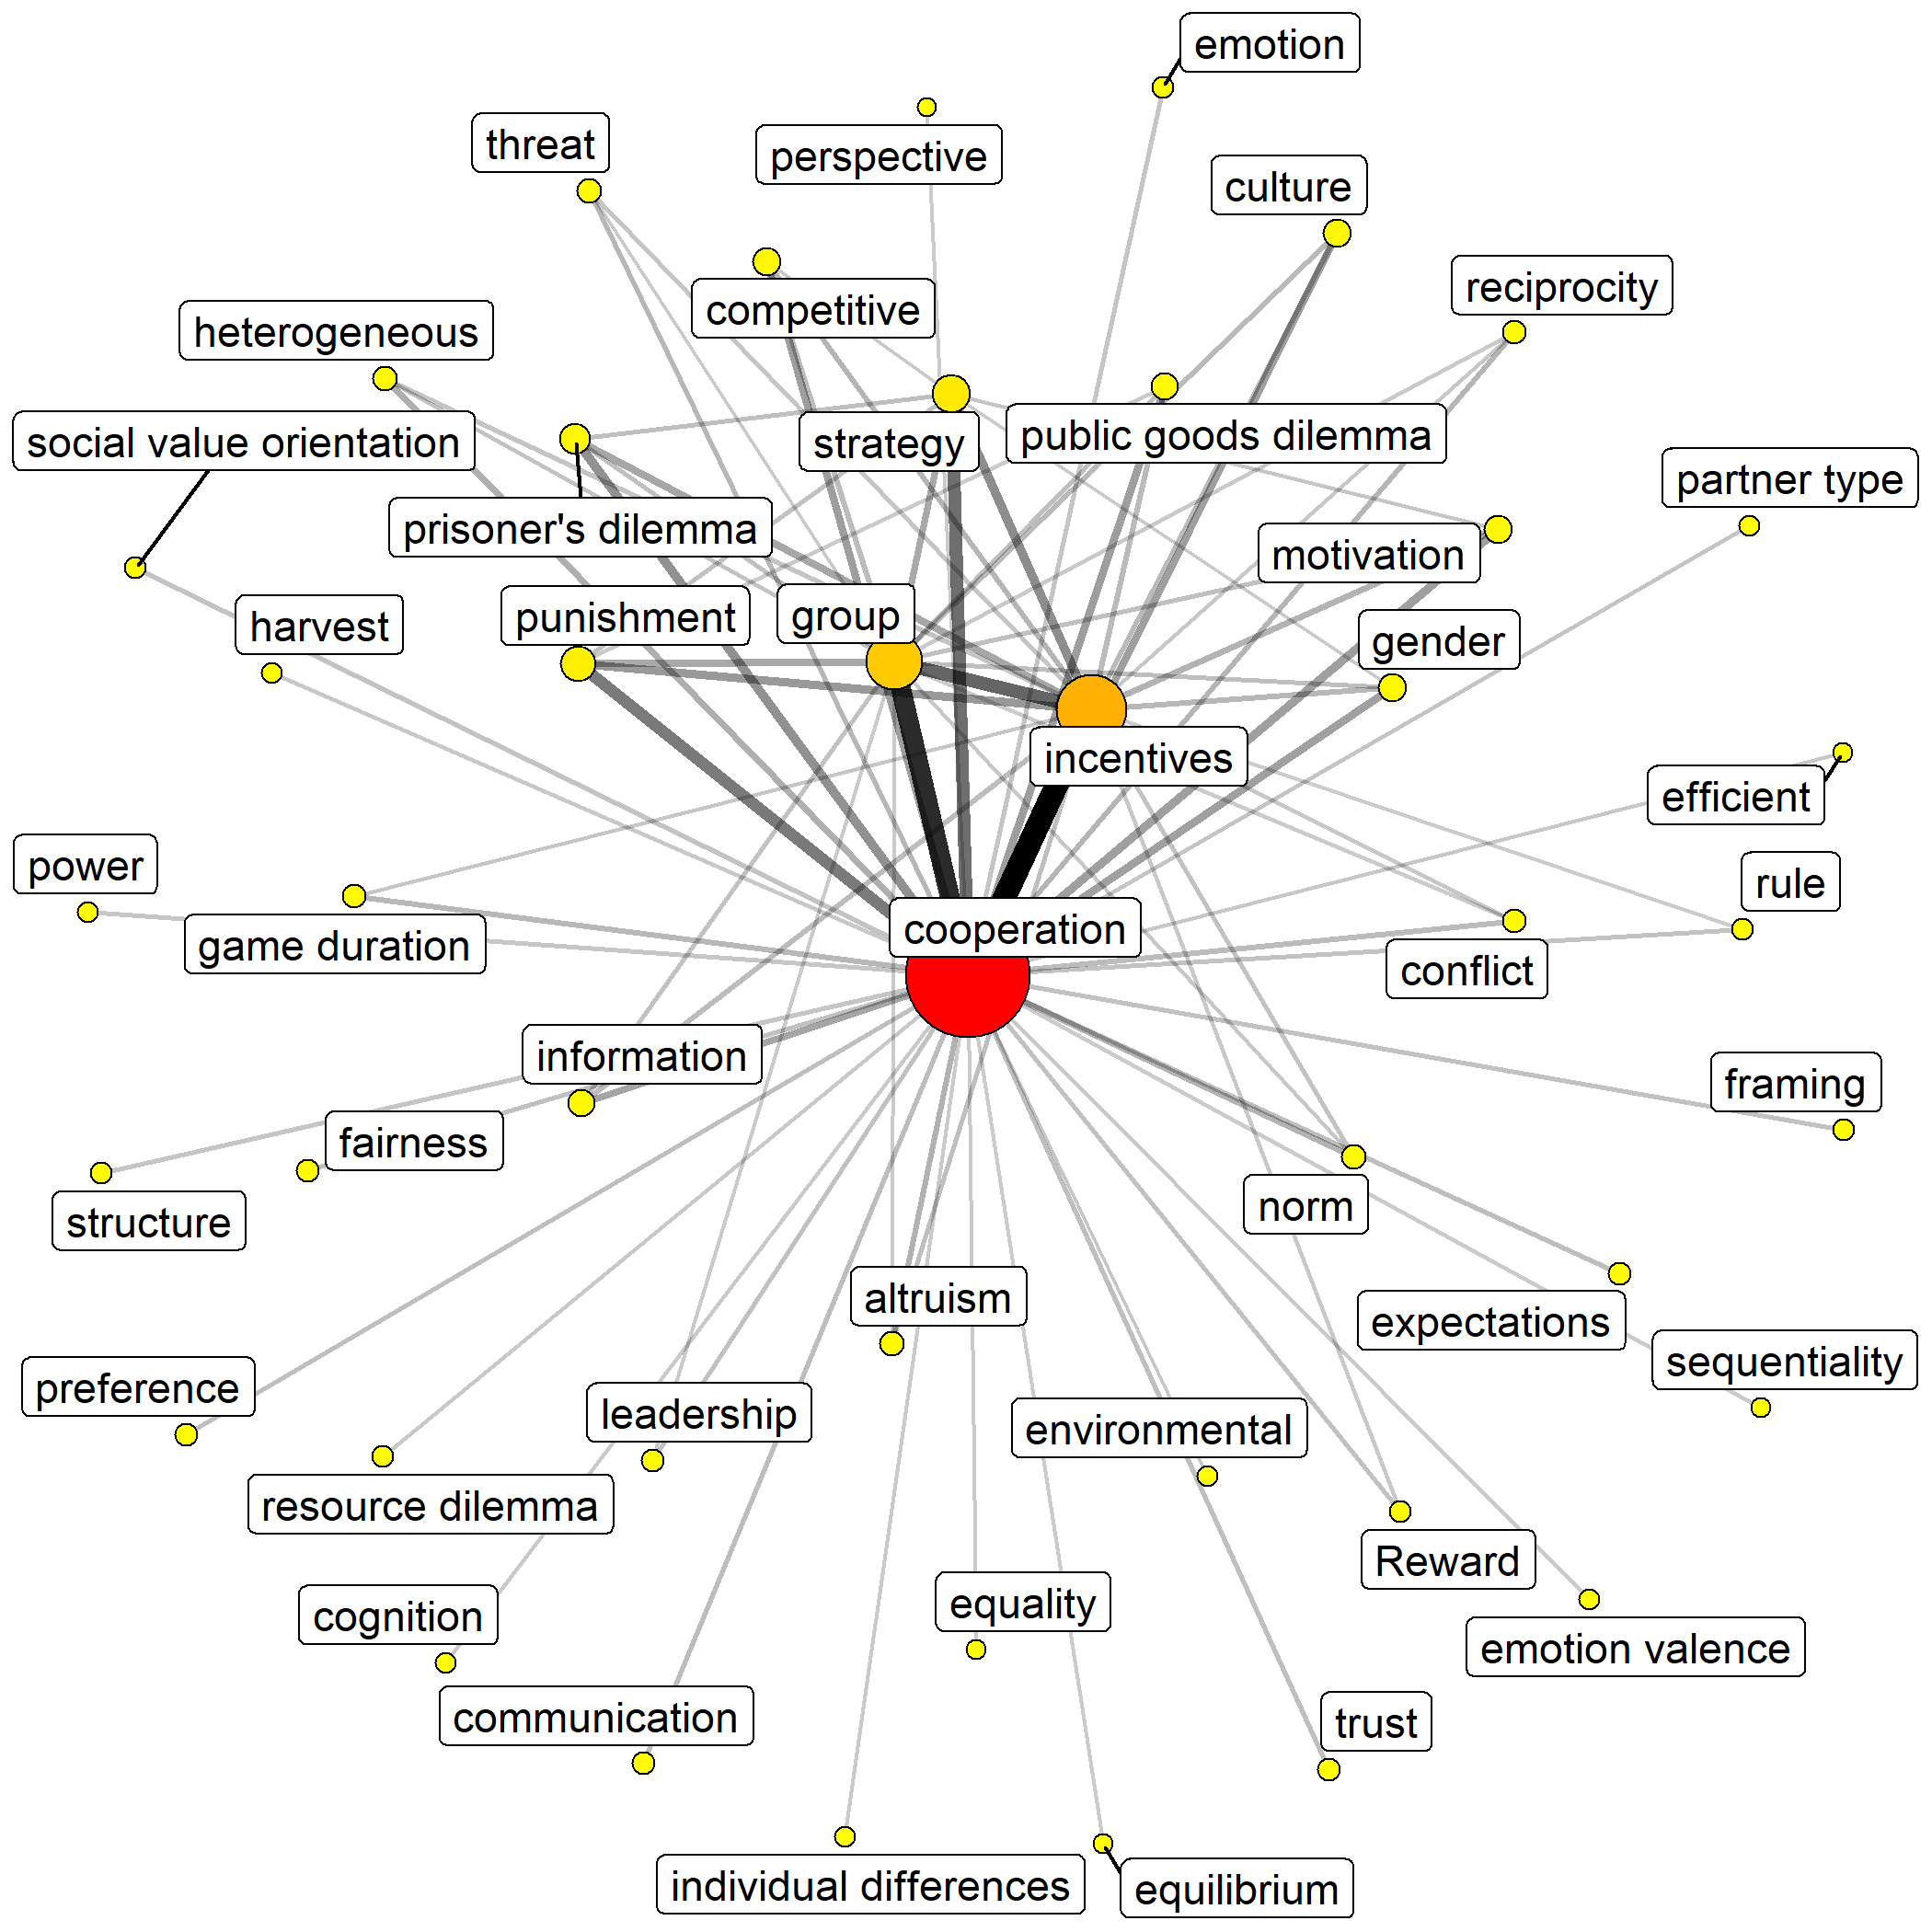 emotion
threat
perspective
culture
reciprocity
competitive
heterogeneous
social value orientation
strategy
public goods dilemma
partner type
prisoner's dilemma
motivation
harvest
punishment
group
gender
incentives
efficient
power
rule
game duration
cooperation
conflict
information
framing
fairness
structure
norm
altruism
expectations
sequentiality
preference
leadership
environmental
resource dilemma
Reward
cognition
equality
emotion valence
communication
trust
individual differences
equilibrium